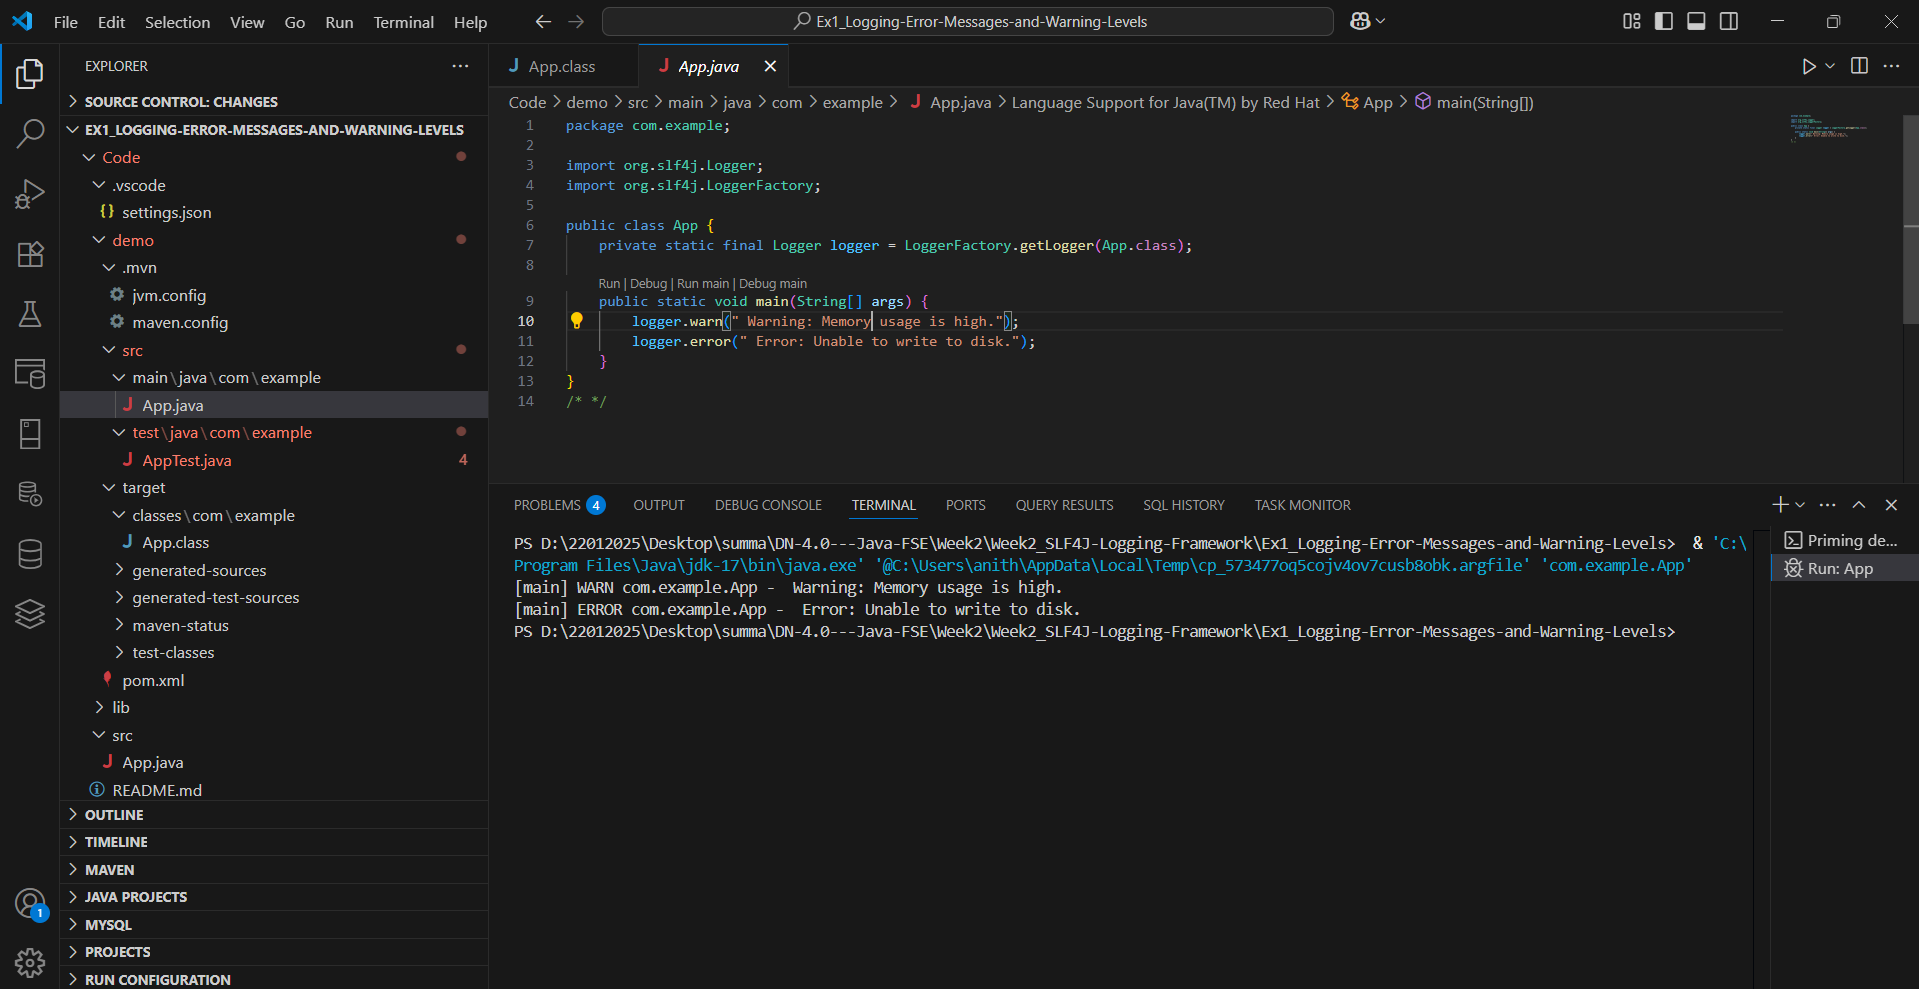 File Edit Selection View Go Run Terminal Help
Ex1_Logging-Error-Messages-and-Warning-Levels
EXPLORER
SOURCE CONTROL: CHANGES
EX1_LOGGING-ERROR-MESSAGES-AND-WARNING-LEVELS
Code
.vscode
{} settings.json
demo
.mvn
jvm.config
maven.config
src
main\java\com\example
J App.java
test\java\com\example
J AppTest.java 4
target
classes\com\example
J App.class
generated-sources
generated-test-sources
maven-status
test-classes
pom.xml
lib
src
J App.java
README.md
OUTLINE
TIMELINE
MAVEN
JAVA PROJECTS
MYSQL
PROJECTS
RUN CONFIGURATION
1
J App.class
J App.java
Code > demo > src > main > java > com > example > J App.java > Language Support for Java(TM) by Red Hat > App > main(String[])
1 package com.example;
2
3 import org.slf4j.Logger;
4 import org.slf4j.LoggerFactory;
5
6 public class App {
7 private static final Logger logger = LoggerFactory.getLogger(App.class);
8
Run | Debug | Run main | Debug main
9 public static void main(String[] args) {
10 logger.warn(" Warning: Memory usage is high.");
11 logger.error(" Error: Unable to write to disk.");
12 }
13 }
14 /* */
PROBLEMS 4 OUTPUT DEBUG CONSOLE TERMINAL PORTS QUERY RESULTS SQL HISTORY TASK MONITOR
PS D:\22012025\Desktop\summa\DN-4.0---Java-FSE\Week2\Week2_SLF4J-Logging-Framework\Ex1_Logging-Error-Messages-and-Warning-Levels> & 'C:\
Program Files\Java\jdk-17\bin\java.exe' '@C:\Users\anith\AppData\Local\Temp\cp_573477oq5cojv4ov7cusb8obk.argfile' 'com.example.App'
[main] WARN com.example.App -  Warning: Memory usage is high.
[main] ERROR com.example.App -  Error: Unable to write to disk.
PS D:\22012025\Desktop\summa\DN-4.0---Java-FSE\Week2\Week2_SLF4J-Logging-Framework\Ex1_Logging-Error-Messages-and-Warning-Levels>
Priming de...
Run: App